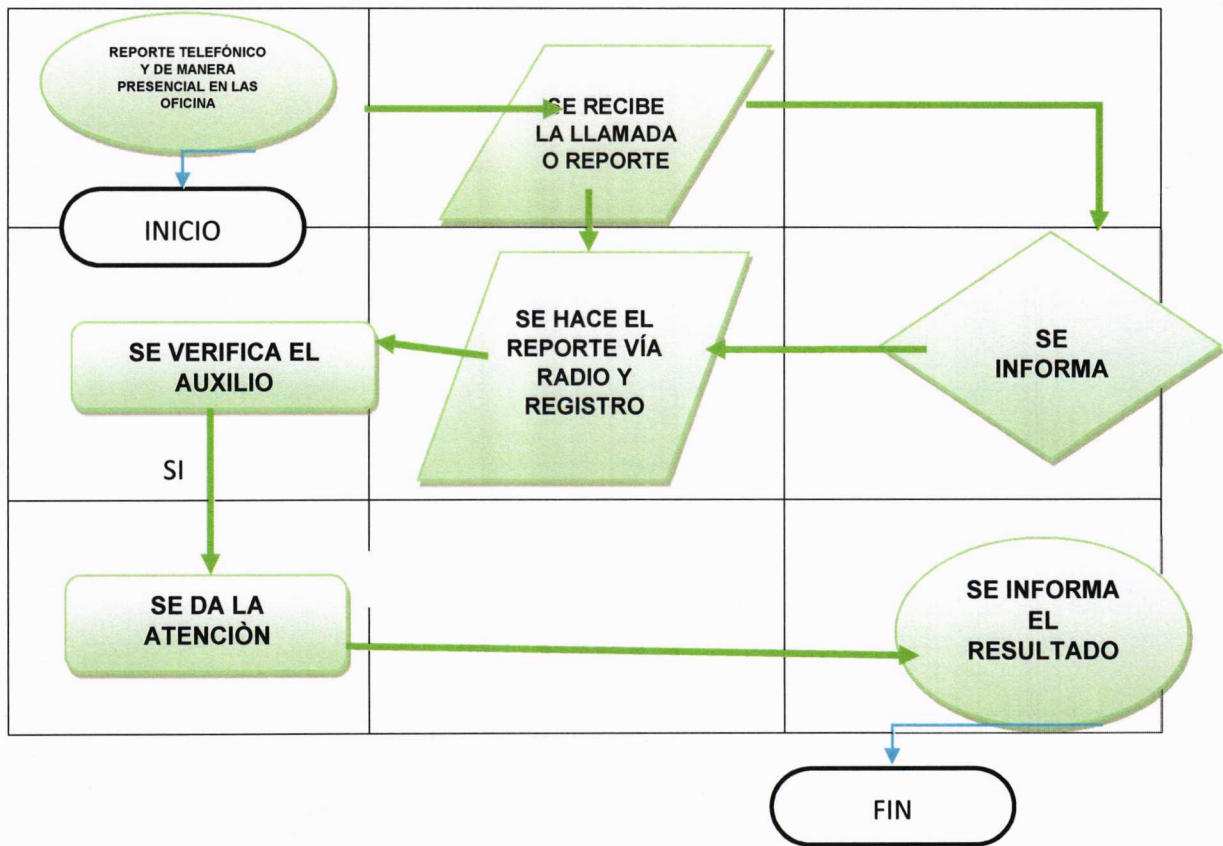 REPORTE TELEFÓNICO
Y DE MANERA
PRESENCIAL EN LAS
OFICINA
INICIO
SE RECIBE
LA LLAMADA
O REPORTE
SE VERIFICA EL
AUXILIO
SI
SE HACE EL
REPORTE VÍA
RADIO Y
REGISTRO
SE
INFORMA
SE DA LA
ATENCIÒN
SE INFORMA
EL
RESULTADO
FIN